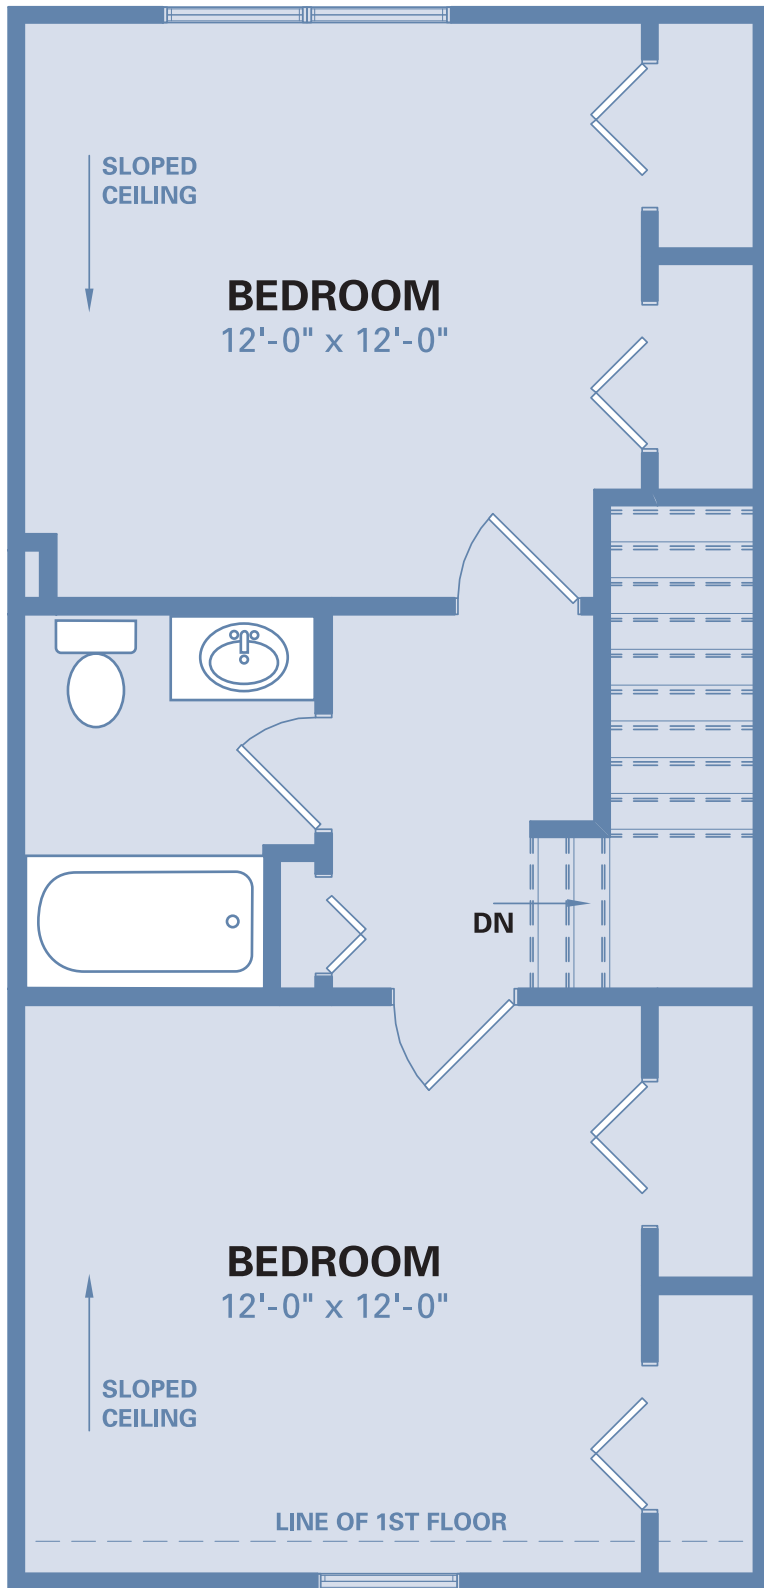 SLOPED
CEILING
BEDROOM
12'-0" x 12'-0"
DN
BEDROOM
12'-0" x 12'-0"
SLOPED
CEILING
LINE OF 1ST FLOOR